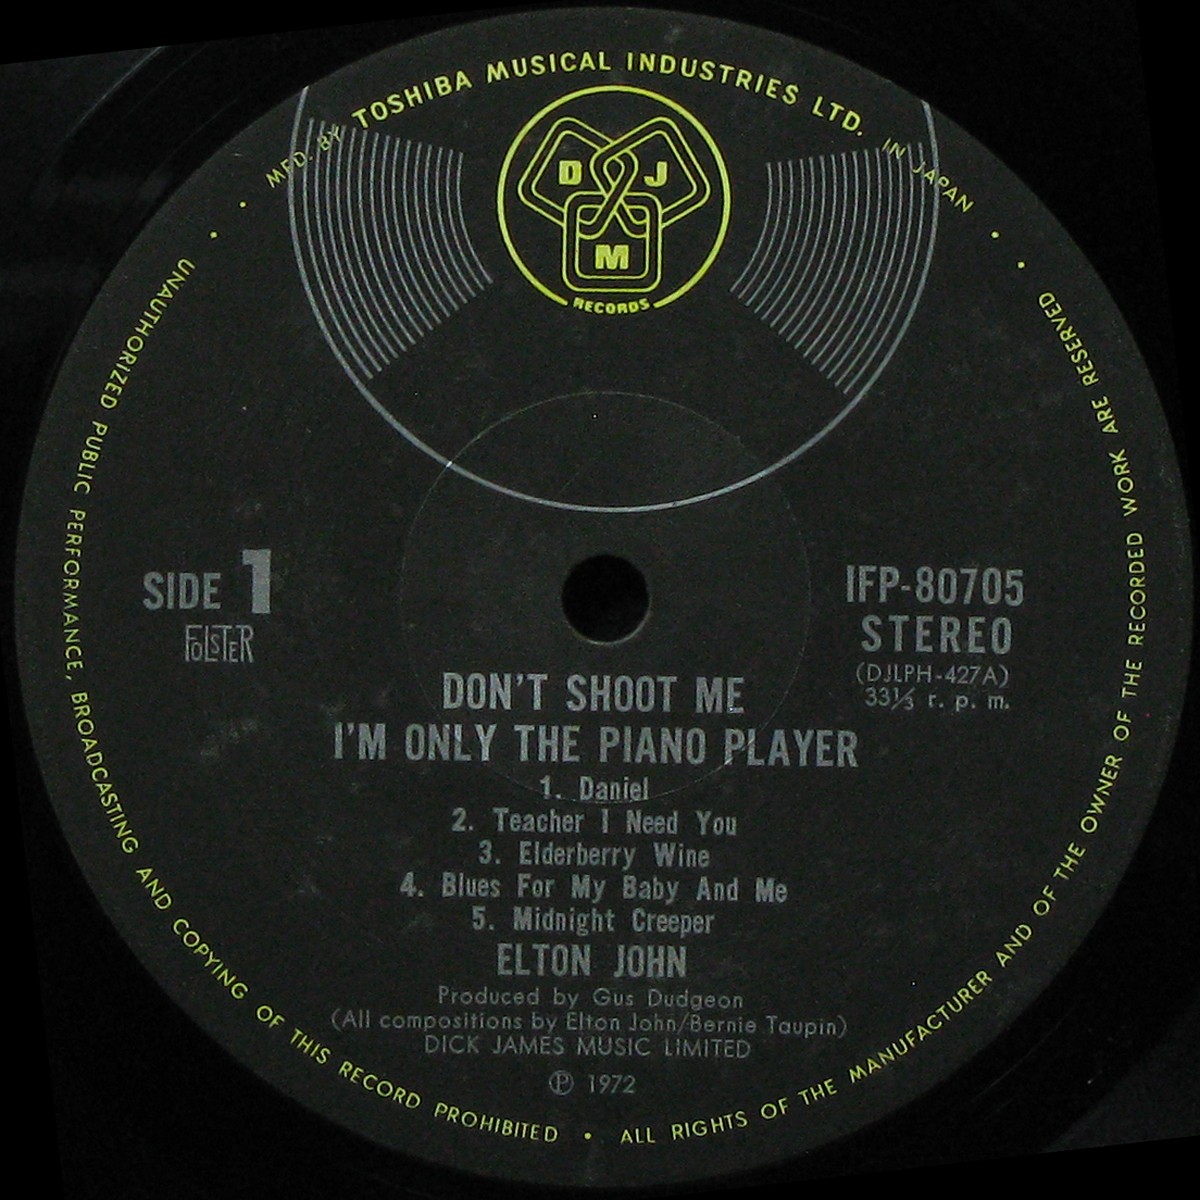 MFD. BY TOSHIBA MUSICAL INDUSTRIES LTD. IN JAPAN
D J
M
RECORDS
SIDE 1
FOLSTER
IFP-80705
STEREO
(DJLPH-427A)
33⅓ r. p. m.
DON'T SHOOT ME
I'M ONLY THE PIANO PLAYER
1. Daniel
2. Teacher I Need You
3. Elderberry Wine
4. Blues For My Baby And Me
5. Midnight Creeper
ELTON JOHN
Produced by Gus Dudgeon
(All compositions by Elton John/Bernie Taupin)
DICK JAMES MUSIC LIMITED
Ⓟ 1972
UNAUTHORIZED PUBLIC PERFORMANCE, BROADCASTING AND COPYING OF THIS RECORD PROHIBITED • ALL RIGHTS OF THE MANUFACTURER AND OF THE OWNER OF THE RECORDED WORK ARE RESERVED